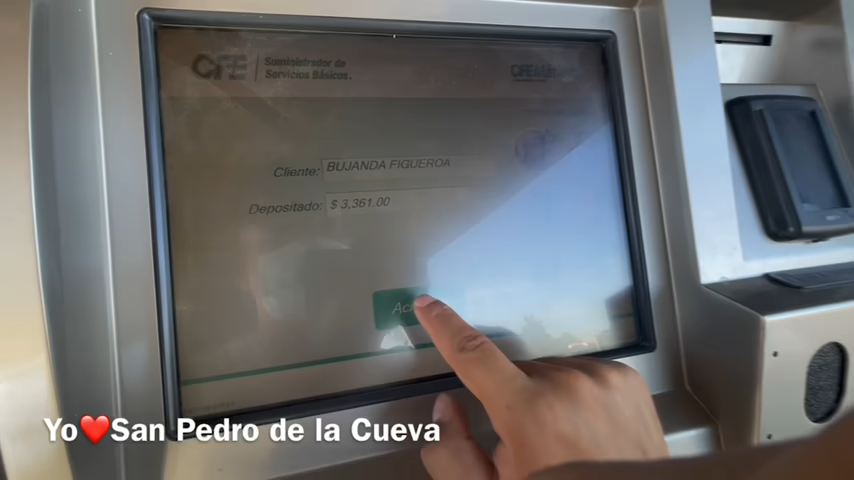 CFE
Suministrador de
Servicios Básicos.
Cliente: BUJANDA FIGUEROA
Depositado: $ 3,361.00
Yo❤️San Pedro de la Cueva